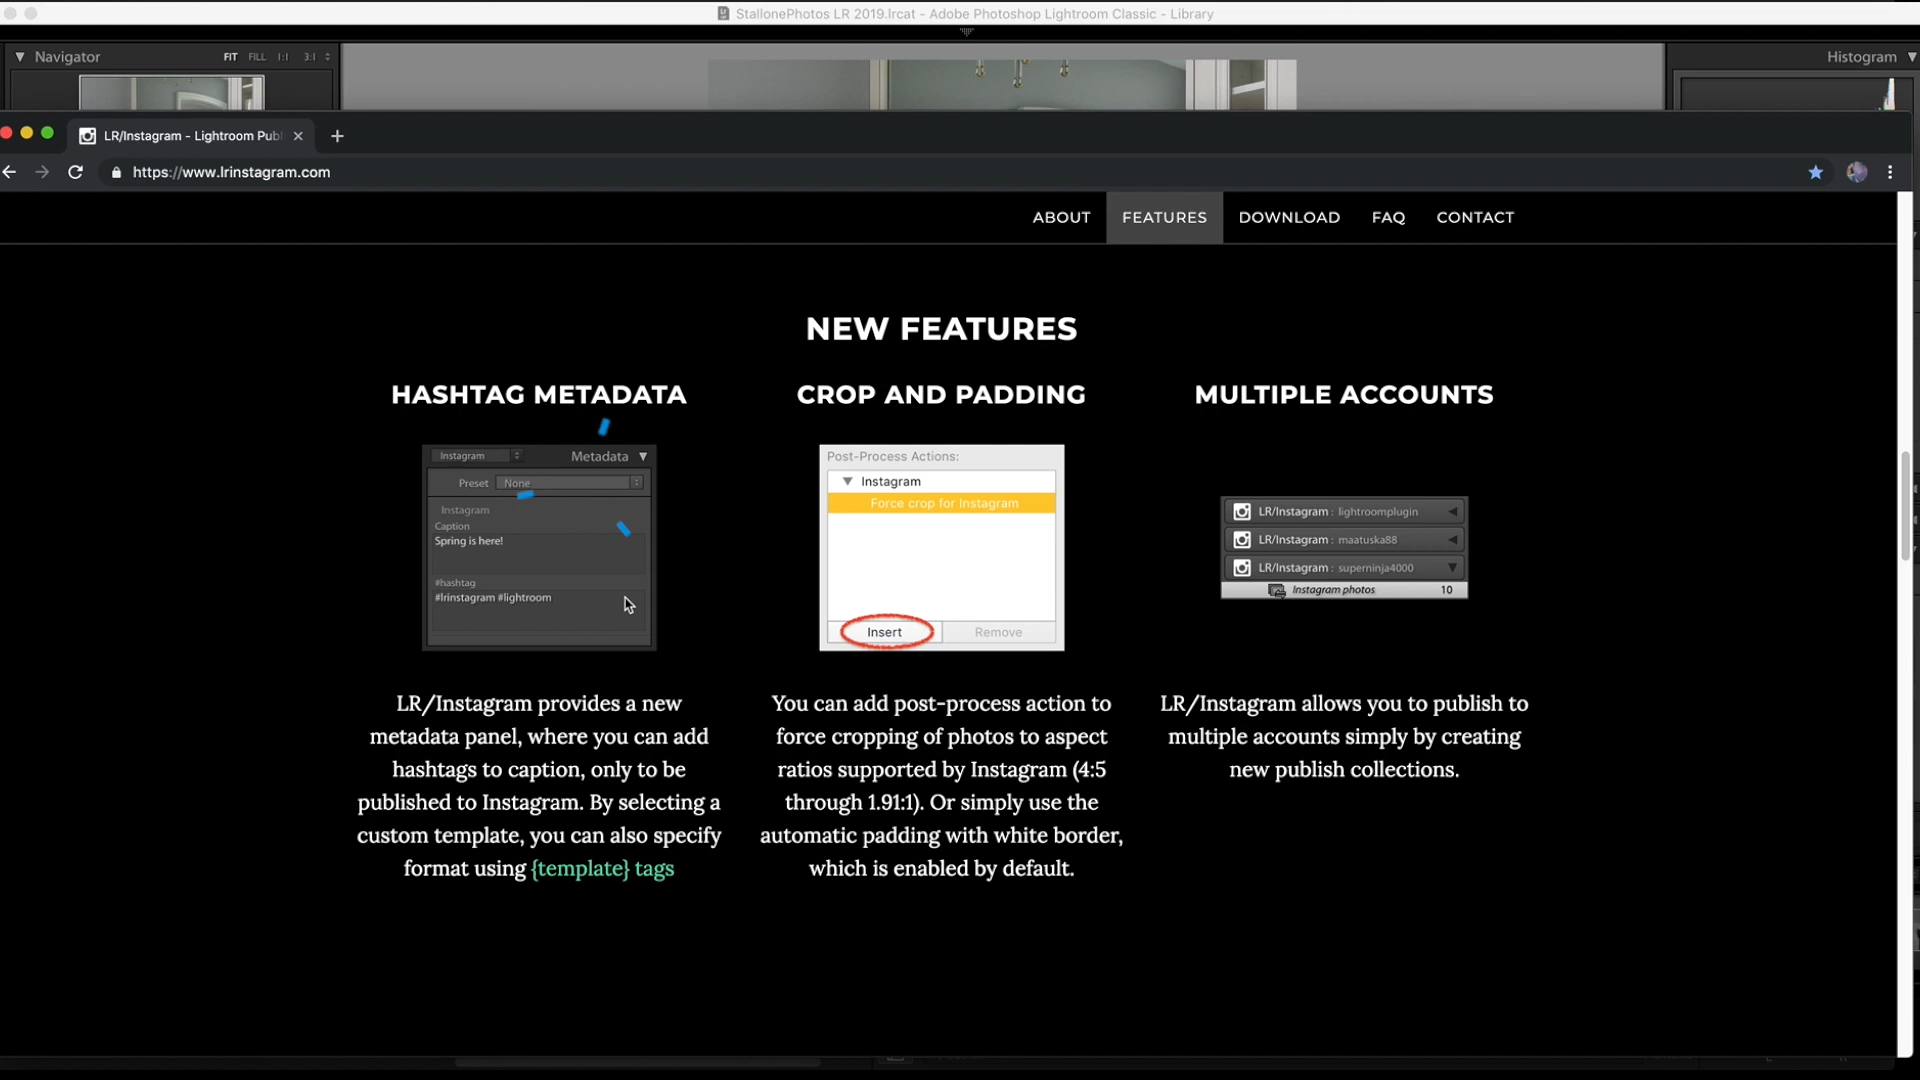 StallonePhotos LR 2019.lrcat - Adobe Photoshop Lightroom Classic - Library
Navigator
FIT FILL 1:1 3:1
Histogram
LR/Instagram - Lightroom Pub
https://www.lrinstagram.com
ABOUT FEATURES DOWNLOAD FAQ CONTACT
NEW FEATURES
HASHTAG METADATA
Instagram Metadata
Preset None
Instagram
Caption
Spring is here!
#hashtag
#lrinstagram #lightroom
LR/Instagram provides a new
metadata panel, where you can add
hashtags to caption, only to be
published to Instagram. By selecting a
custom template, you can also specify
format using {template} tags
CROP AND PADDING
Post-Process Actions:
Instagram
Force crop for Instagram
Insert Remove
You can add post-process action to
force cropping of photos to aspect
ratios supported by Instagram (4:5
through 1.91:1). Or simply use the
automatic padding with white border,
which is enabled by default.
MULTIPLE ACCOUNTS
LR/Instagram : lightroomplugin
LR/Instagram : maatuska88
LR/Instagram : superninja4000
Instagram photos 10
LR/Instagram allows you to publish to
multiple accounts simply by creating
new publish collections.